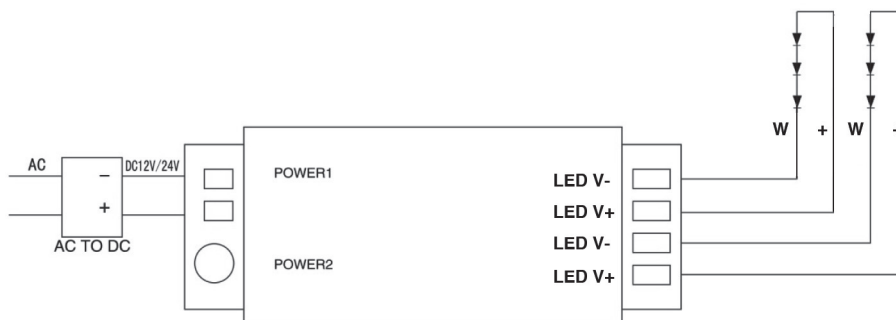 W + W
AC DC12V/24V POWER1
LED V-
− LED V+
+ LED V-
AC TO DC
POWER2
LED V+